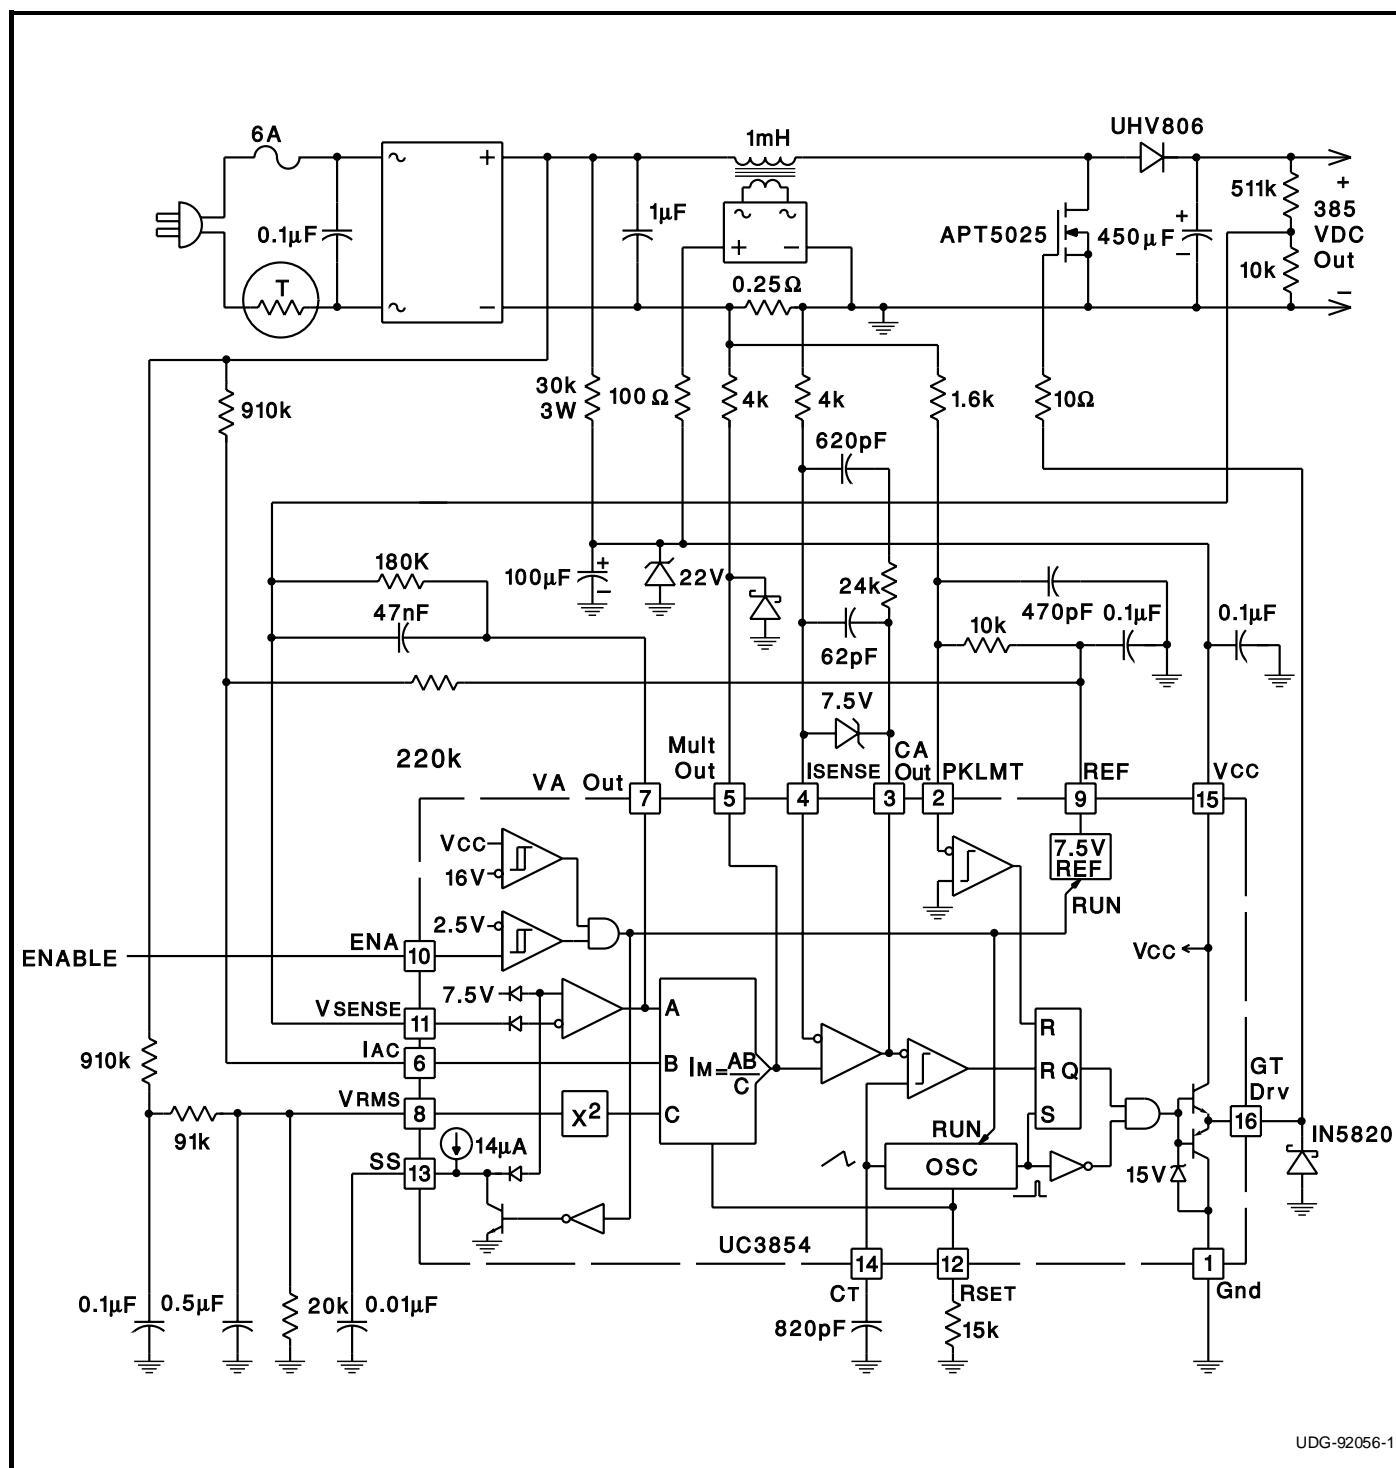 6A
1mH
UHV806
0.1µF
1µF
APT5025
450µF
+
−
511k
10k
+
385
VDC
Out
−
T
~
~
+
−
~ ~
+ −
0.25Ω
910k
30k
3W
100Ω
4k
4k
1.6k
10Ω
620pF
180K
47nF
100µF
+
−
22V
24k
62pF
470pF
0.1µF
10k
0.1µF
7.5V
220k
VA Out
Mult
Out
ISENSE
CA
Out
PKLMT
REF
VCC
7
5
4
3
2
9
15
VCC
16V
2.5V
7.5V
REF
RUN
ENABLE
ENA
10
VCC
7.5V
VSENSE
11
A
910k
IAC
6
B
IM=AB/C
R
R Q
S
GT
Drv
VRMS
8
X²
C
91k
16
IN5820
14µA
SS
13
RUN
OSC
15V
UC3854
14
12
1
CT
RSET
Gnd
0.1µF
0.5µF
20k
0.01µF
820pF
15k
UDG-92056-1